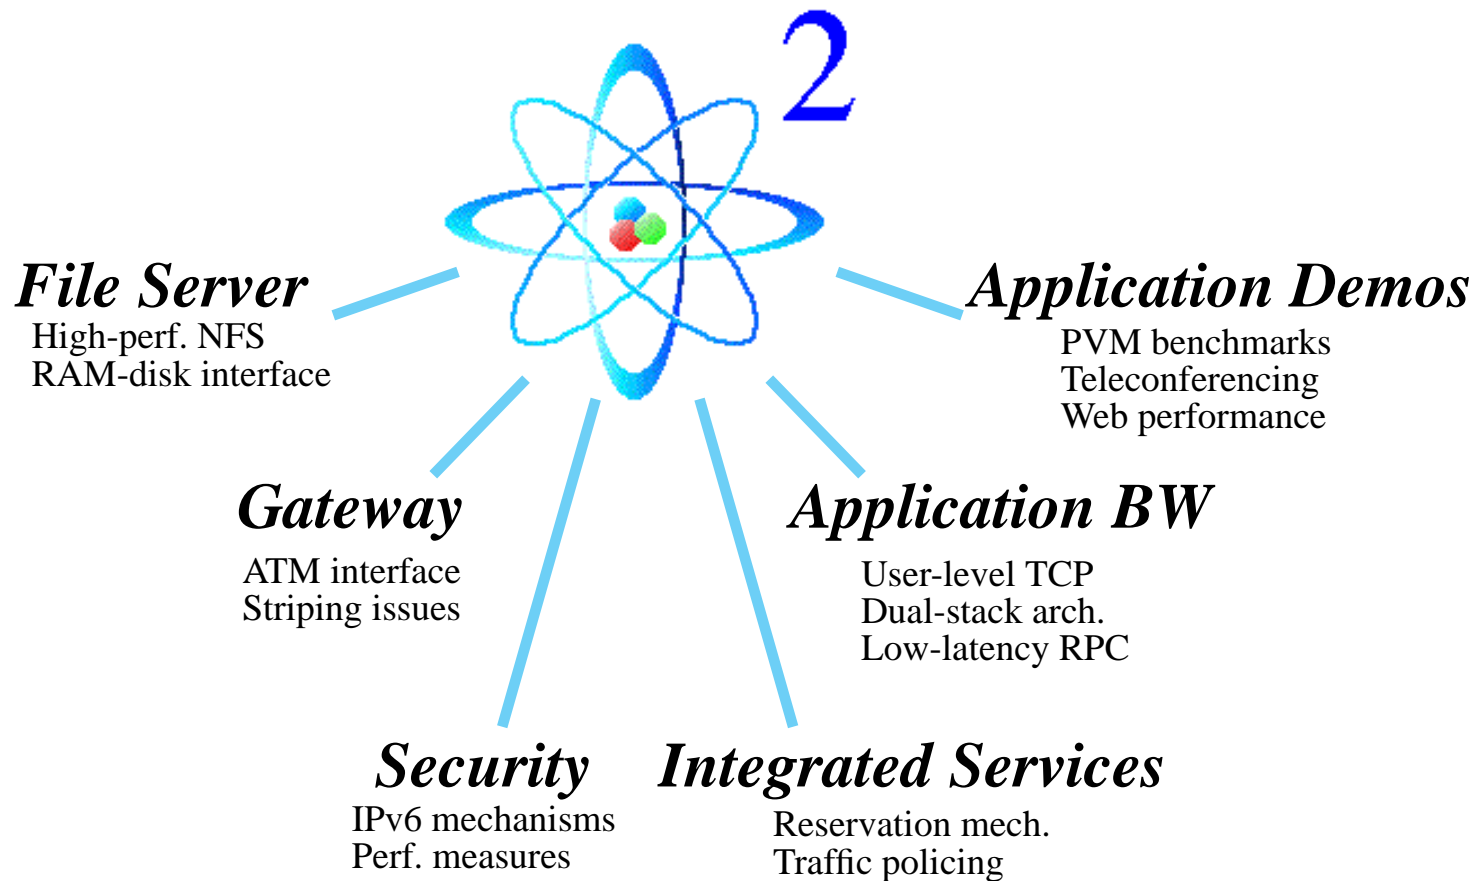 2
File Server
High-perf. NFS
RAM-disk interface
Application Demos
PVM benchmarks
Teleconferencing
Web performance
Gateway
ATM interface
Striping issues
Application BW
User-level TCP
Dual-stack arch.
Low-latency RPC
Security
IPv6 mechanisms
Perf. measures
Integrated Services
Reservation mech.
Traffic policing